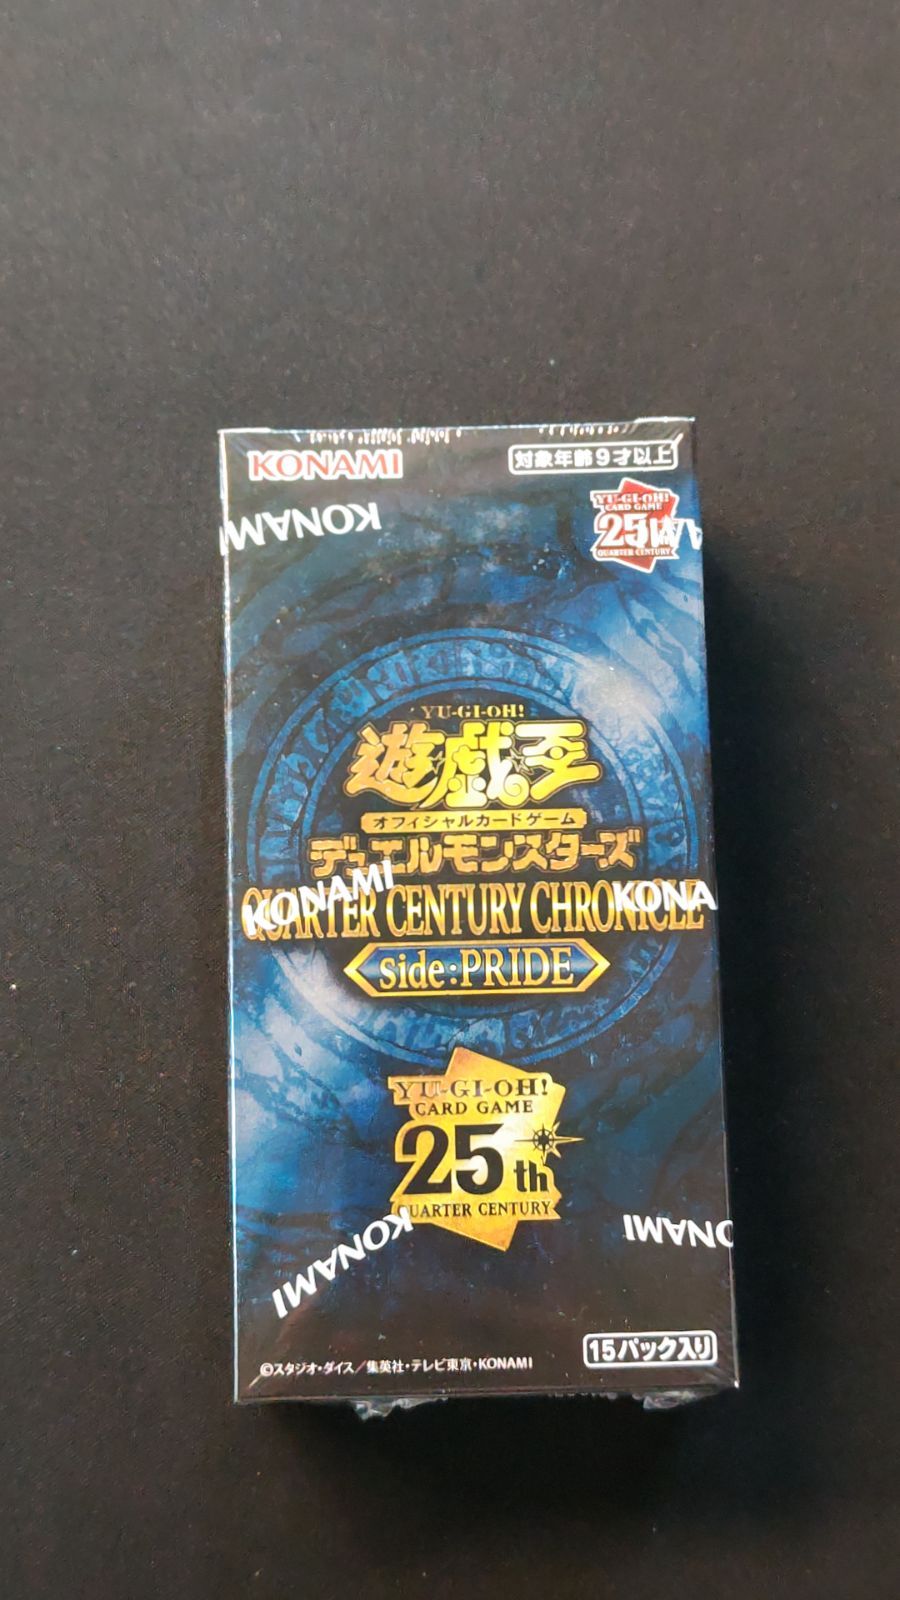 KONAMI
対象年齢9才以上
KONAMI
YU-GI-OH!
CARD GAME
25th
QUARTER CENTURY
YU-GI-OH!
遊☆戯☆王
オフィシャルカードゲーム
デュエルモンスターズ
KONAMI
KONA
QUARTER CENTURY CHRONICLE
side:PRIDE
YU-GI-OH!
CARD GAME
25th
QUARTER CENTURY
KONAMI
ONAMI
15パック入り
©スタジオ・ダイス／集英社・テレビ東京・KONAMI